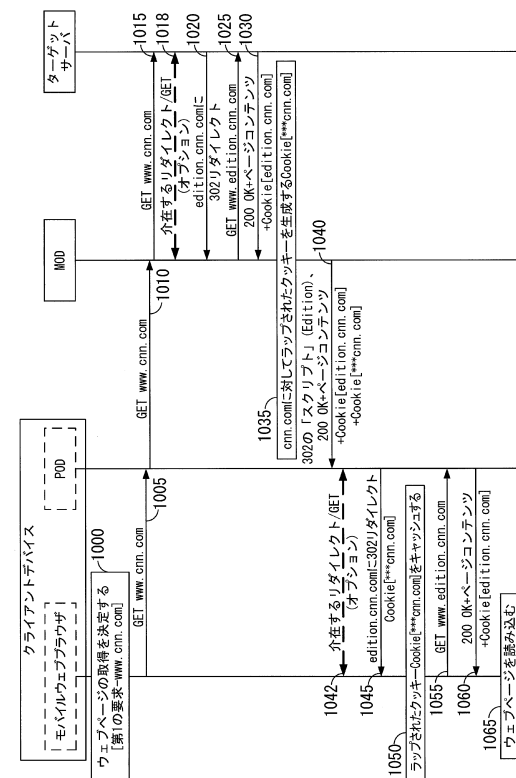 クライアントデバイス
モバイルウェブブラウザ
POD
MOD
ターゲット
サーバ
1000
ウェブページの取得を決定する
[第1の要求-www.cnn.com]
GET www.cnn.com
1005
GET www.cnn.com
1010
GET www.cnn.com
1015
介在するリダイレクト/GET
(オプション)
1018
edition.cnn.comに
302リダイレクト
1020
GET www.edition.cnn.com
1025
200 OK+ページコンテンツ
+Cookie[edition.cnn.com]
1030
1035
cnn.comに対してラップされたクッキーを生成するCookie[***cnn.com]
302の「スクリプト」(Edition)、
200 OK+ページコンテンツ
+Cookie[edition.cnn.com]
+Cookie[***cnn.com]
1040
1042
介在するリダイレクト/GET
(オプション)
1045
edition.cnn.comに302リダイレクト
Cookie[***cnn.com]
1050
ラップされたクッキーCookie[***cnn.com]をキャッシュする
1055
GET www.edition.cnn.com
1060
200 OK+ページコンテンツ
+Cookie[edition.cnn.com]
1065
ウェブページを読み込む